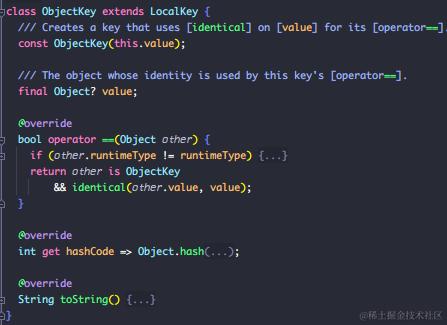 class ObjectKey extends LocalKey {
/// Creates a key that uses [identical] on [value] for its [operator==].
const ObjectKey(this.value);
/// The object whose identity is used by this key's [operator==].
final Object? value;
@override
bool operator ==(Object other) {
if (other.runtimeType != runtimeType) {...}
return other is ObjectKey
&& identical(other.value, value);
}
@override
int get hashCode => Object.hash(...);
@override
String toString() {...}
}
@稀土掘金技术社区